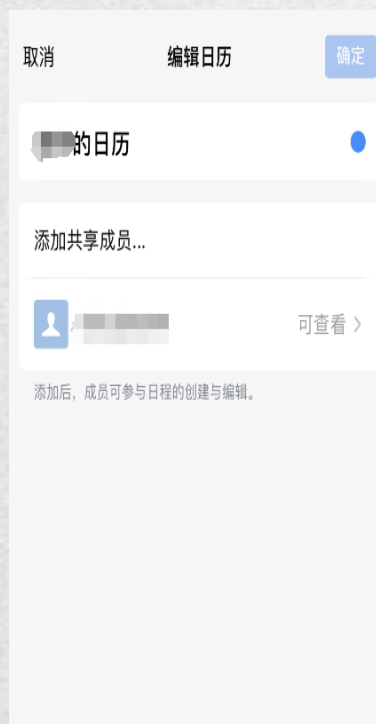 取消 编辑日历 确定
的日历
添加共享成员...
可查看
添加后，成员可参与日程的创建与编辑。